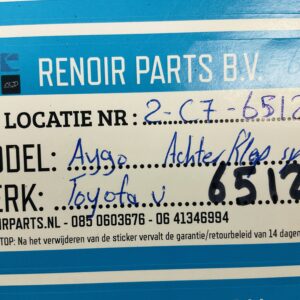 RENOIR PARTS B.V.
LOCATIE NR : 2-C7-6512
ODEL: Aygo Achter Klep
ERK: Toyota v 6512
IRPARTS.NL - 085 0603676 - 06 41346994
TOP: Na het verwijderen van de sticker vervalt de garantie/retourbeleid van 14 dagen